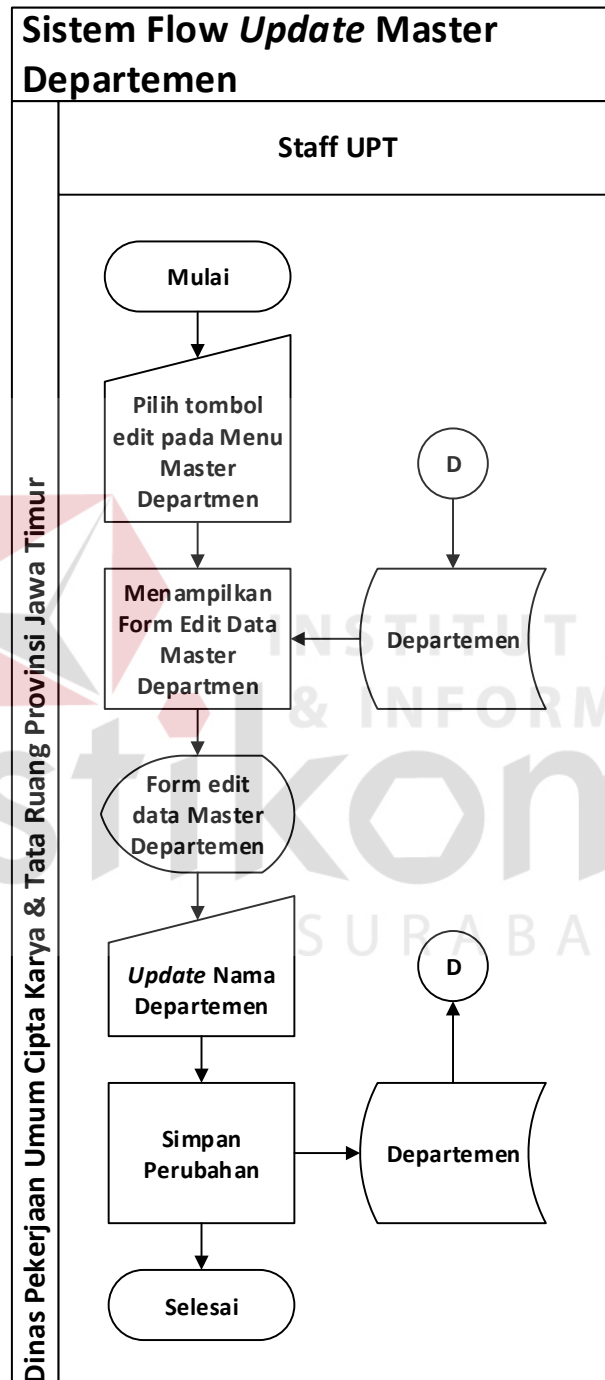 Sistem Flow Update Master
Departemen
Staff UPT
Dinas Pekerjaan Umum Cipta Karya & Tata Ruang Provinsi Jawa Timur
Mulai
Pilih tombol
edit pada Menu
Master
Departmen
D
Menampilkan
Form Edit Data
Master
Departmen
Departemen
Form edit
data Master
Departemen
Update Nama
Departemen
D
Simpan
Perubahan
Departemen
Selesai
INSTITUT
& INFORM
stikom
SURABA